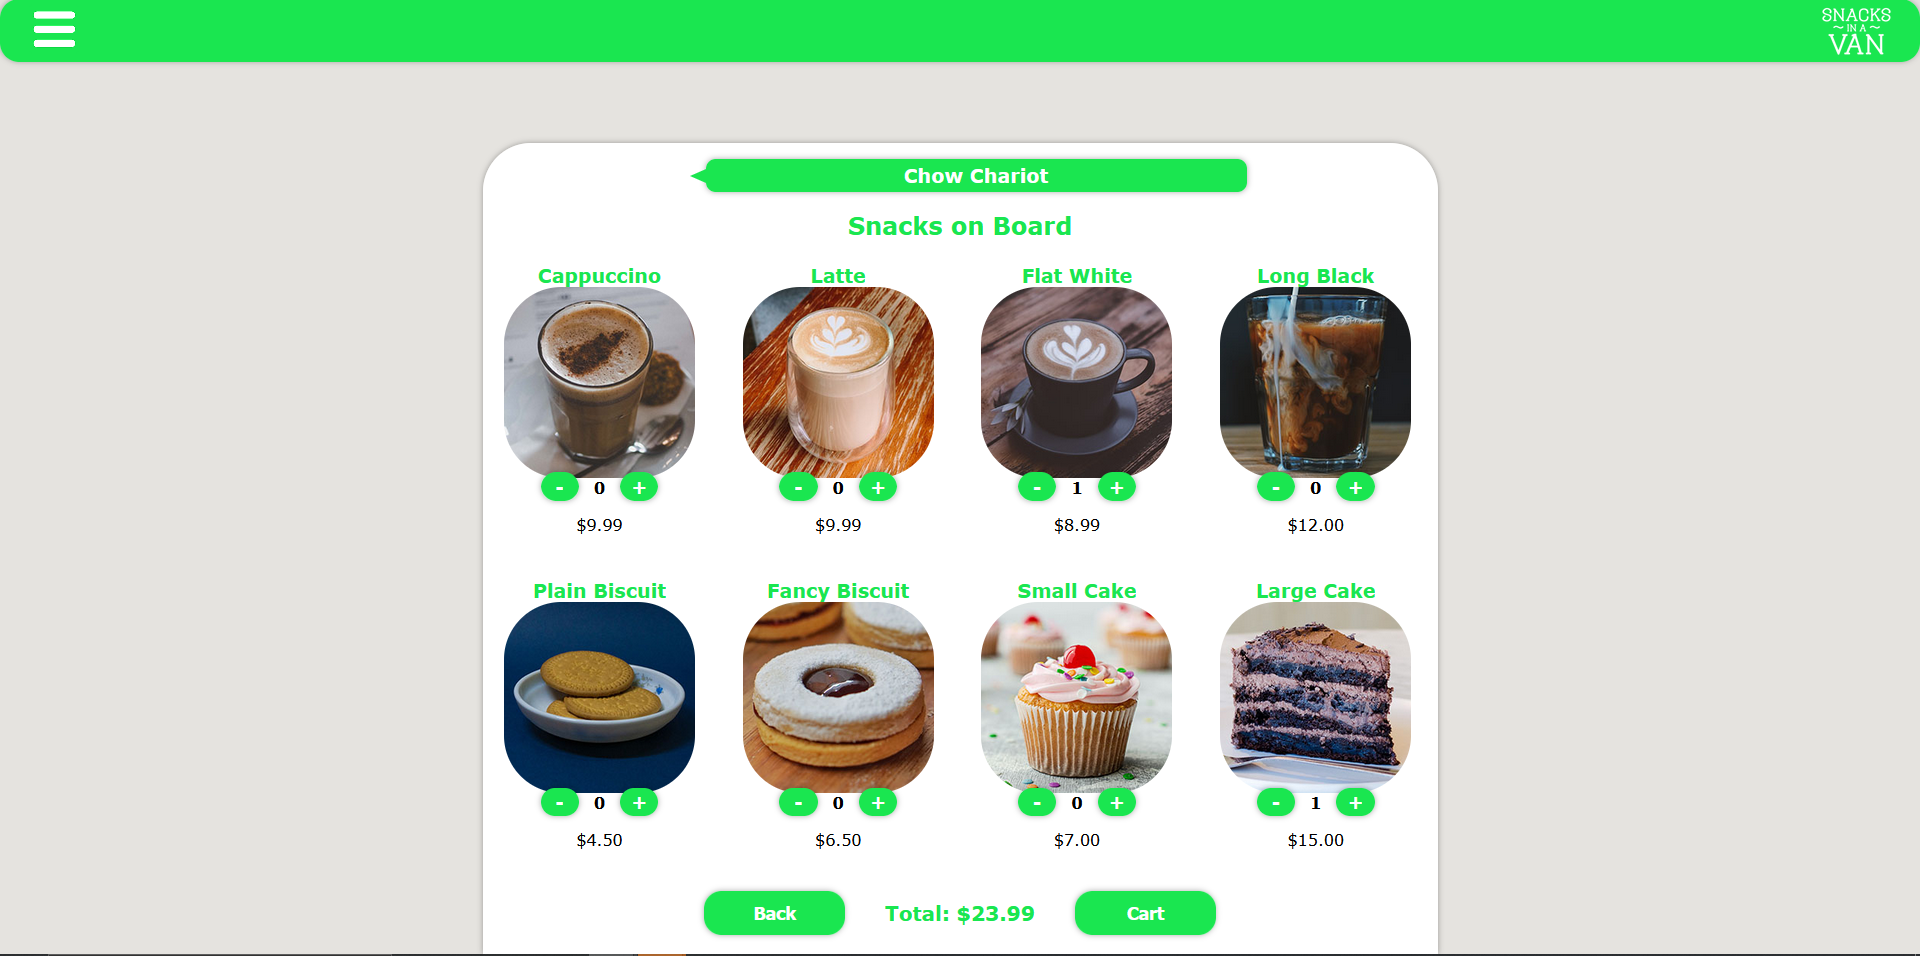 SNACKS
~ IN A ~
VAN
Chow Chariot
Snacks on Board
Cappuccino
Latte
Flat White
Long Black
- 0 +
- 0 +
- 1 +
- 0 +
$9.99
$9.99
$8.99
$12.00
Plain Biscuit
Fancy Biscuit
Small Cake
Large Cake
- 0 +
- 0 +
- 0 +
- 1 +
$4.50
$6.50
$7.00
$15.00
Back
Total: $23.99
Cart